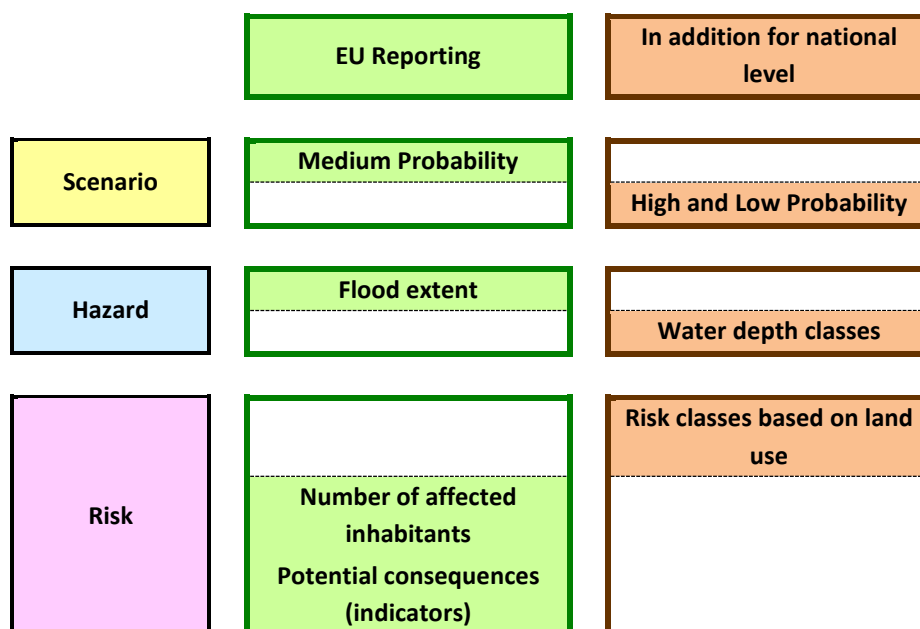 EU Reporting
In addition for national
level
Scenario
Medium Probability
High and Low Probability
Hazard
Flood extent
Water depth classes
Risk
Risk classes based on land
use
Number of affected
inhabitants
Potential consequences
(indicators)